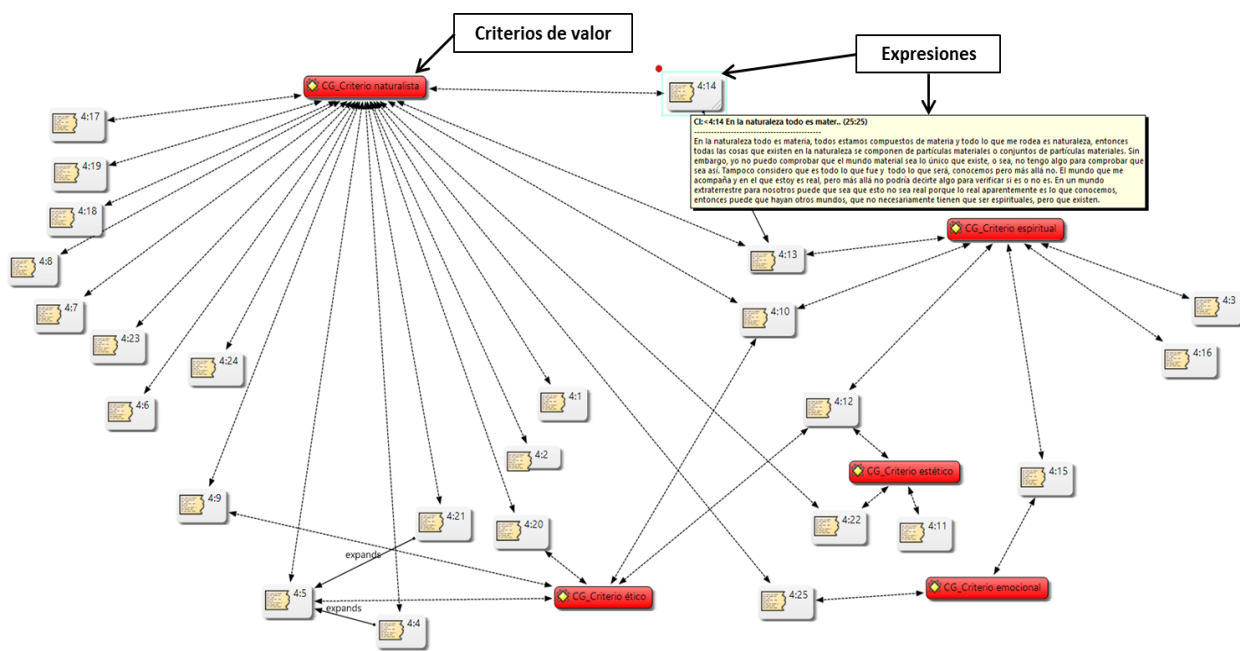 Criterios de valor
Expresiones
CG_Criterio naturalista
4:14
4:17
CI:<4:14 En la naturaleza todo es mater.. (25:25)
------------------------------------------------
En la naturaleza todo es materia, todos estamos compuestos de materia y todo lo que me rodea es naturaleza, entonces
todas las cosas que existen en la naturaleza se componen de partículas materiales o conjuntos de partículas materiales. Sin
embargo, yo no puedo comprobar que el mundo material sea lo único que existe, o sea, no tengo algo para comprobar que
sea así. Tampoco considero que es todo lo que fue y todo lo que será, conocemos pero más allá no. El mundo que me
acompaña y en el que estoy es real, pero más allá no podría decirte algo para verificar si es o no es. En un mundo
extraterrestre para nosotros puede que sea que esto no sea real porque lo real aparentemente es lo que conocemos,
entonces puede que hayan otros mundos, que no necesariamente tienen que ser espirituales, pero que existen.
4:19
4:18
CG_Criterio espiritual
4:8
4:13
4:7
4:10
4:3
4:23
4:24
4:16
4:6
4:1
4:12
4:2
CG_Criterio estético
4:15
4:9
4:21
4:20
4:22
4:11
expands
4:5
CG_Criterio ético
4:25
CG_Criterio emocional
expands
4:4